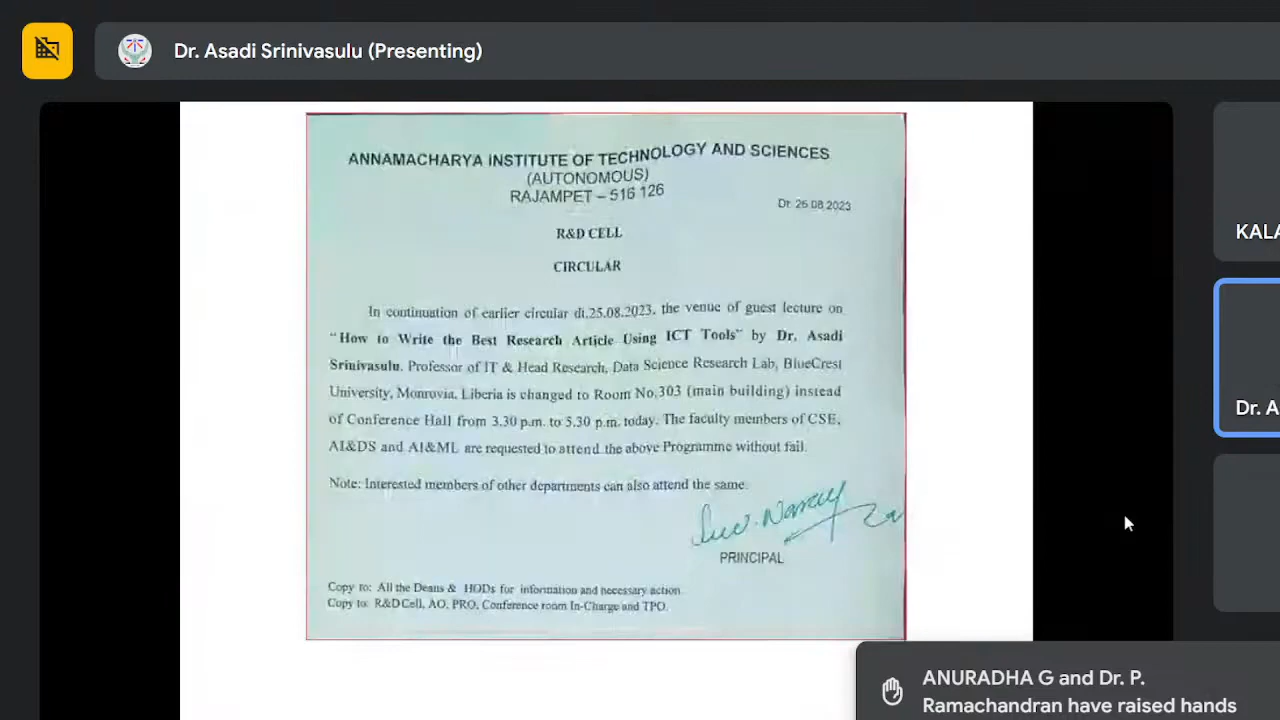 Dr. Asadi Srinivasulu (Presenting)
ANNAMACHARYA INSTITUTE OF TECHNOLOGY AND SCIENCES
(AUTONOMOUS)
RAJAMPET – 516 126
Dt. 26.08.2023
R&D CELL
CIRCULAR
In continuation of earlier circular dt.25.08.2023, the venue of guest lecture on
"How to Write the Best Research Article Using ICT Tools" by Dr. Asadi
Srinivasulu, Professor of IT & Head Research, Data Science Research Lab, BlueCrest
University, Monrovia, Liberia is changed to Room No.303 (main building) instead
of Conference Hall from 3.30 p.m. to 5.30 p.m. today. The faculty members of CSE,
AI&DS and AI&ML are requested to attend the above Programme without fail.
Note: Interested members of other departments can also attend the same.
PRINCIPAL
Copy to: All the Deans & HODs for information and necessary action.
Copy to: R&D Cell, AO, PRO, Conference room In-Charge and TPO.
KALA
Dr. A
ANURADHA G and Dr. P.
Ramachandran have raised hands